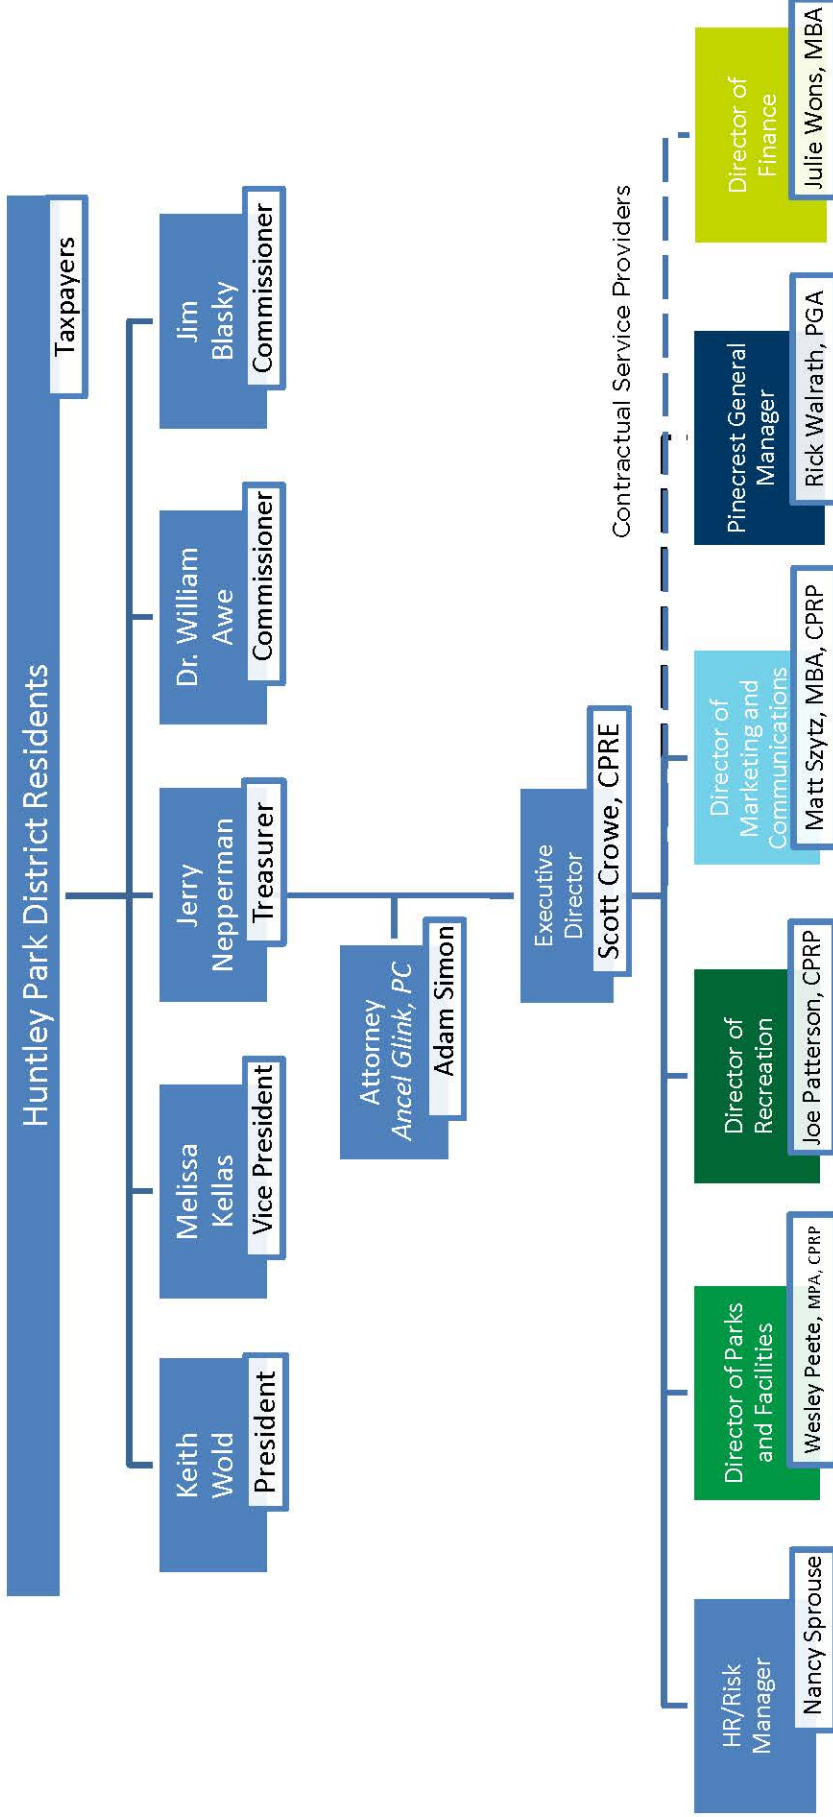 Huntley Park District Residents
Taxpayers
Keith
Wold
President
Melissa
Kellas
Vice President
Jerry
Nepperman
Treasurer
Dr. William
Awe
Commissioner
Jim
Blasky
Commissioner
Attorney
Ancel Glink, PC
Adam Simon
Executive
Director
Scott Crowe, CPRE
Contractual Service Providers
HR/Risk
Manager
Nancy Sprouse
Director of Parks
and Facilities
Wesley Peete, MPA, CPRP
Director of
Recreation
Joe Patterson, CPRP
Director of
Marketing and
Communications
Matt Szytz, MBA, CPRP
Pinecrest General
Manager
Rick Walrath, PGA
Director of
Finance
Julie Wons, MBA